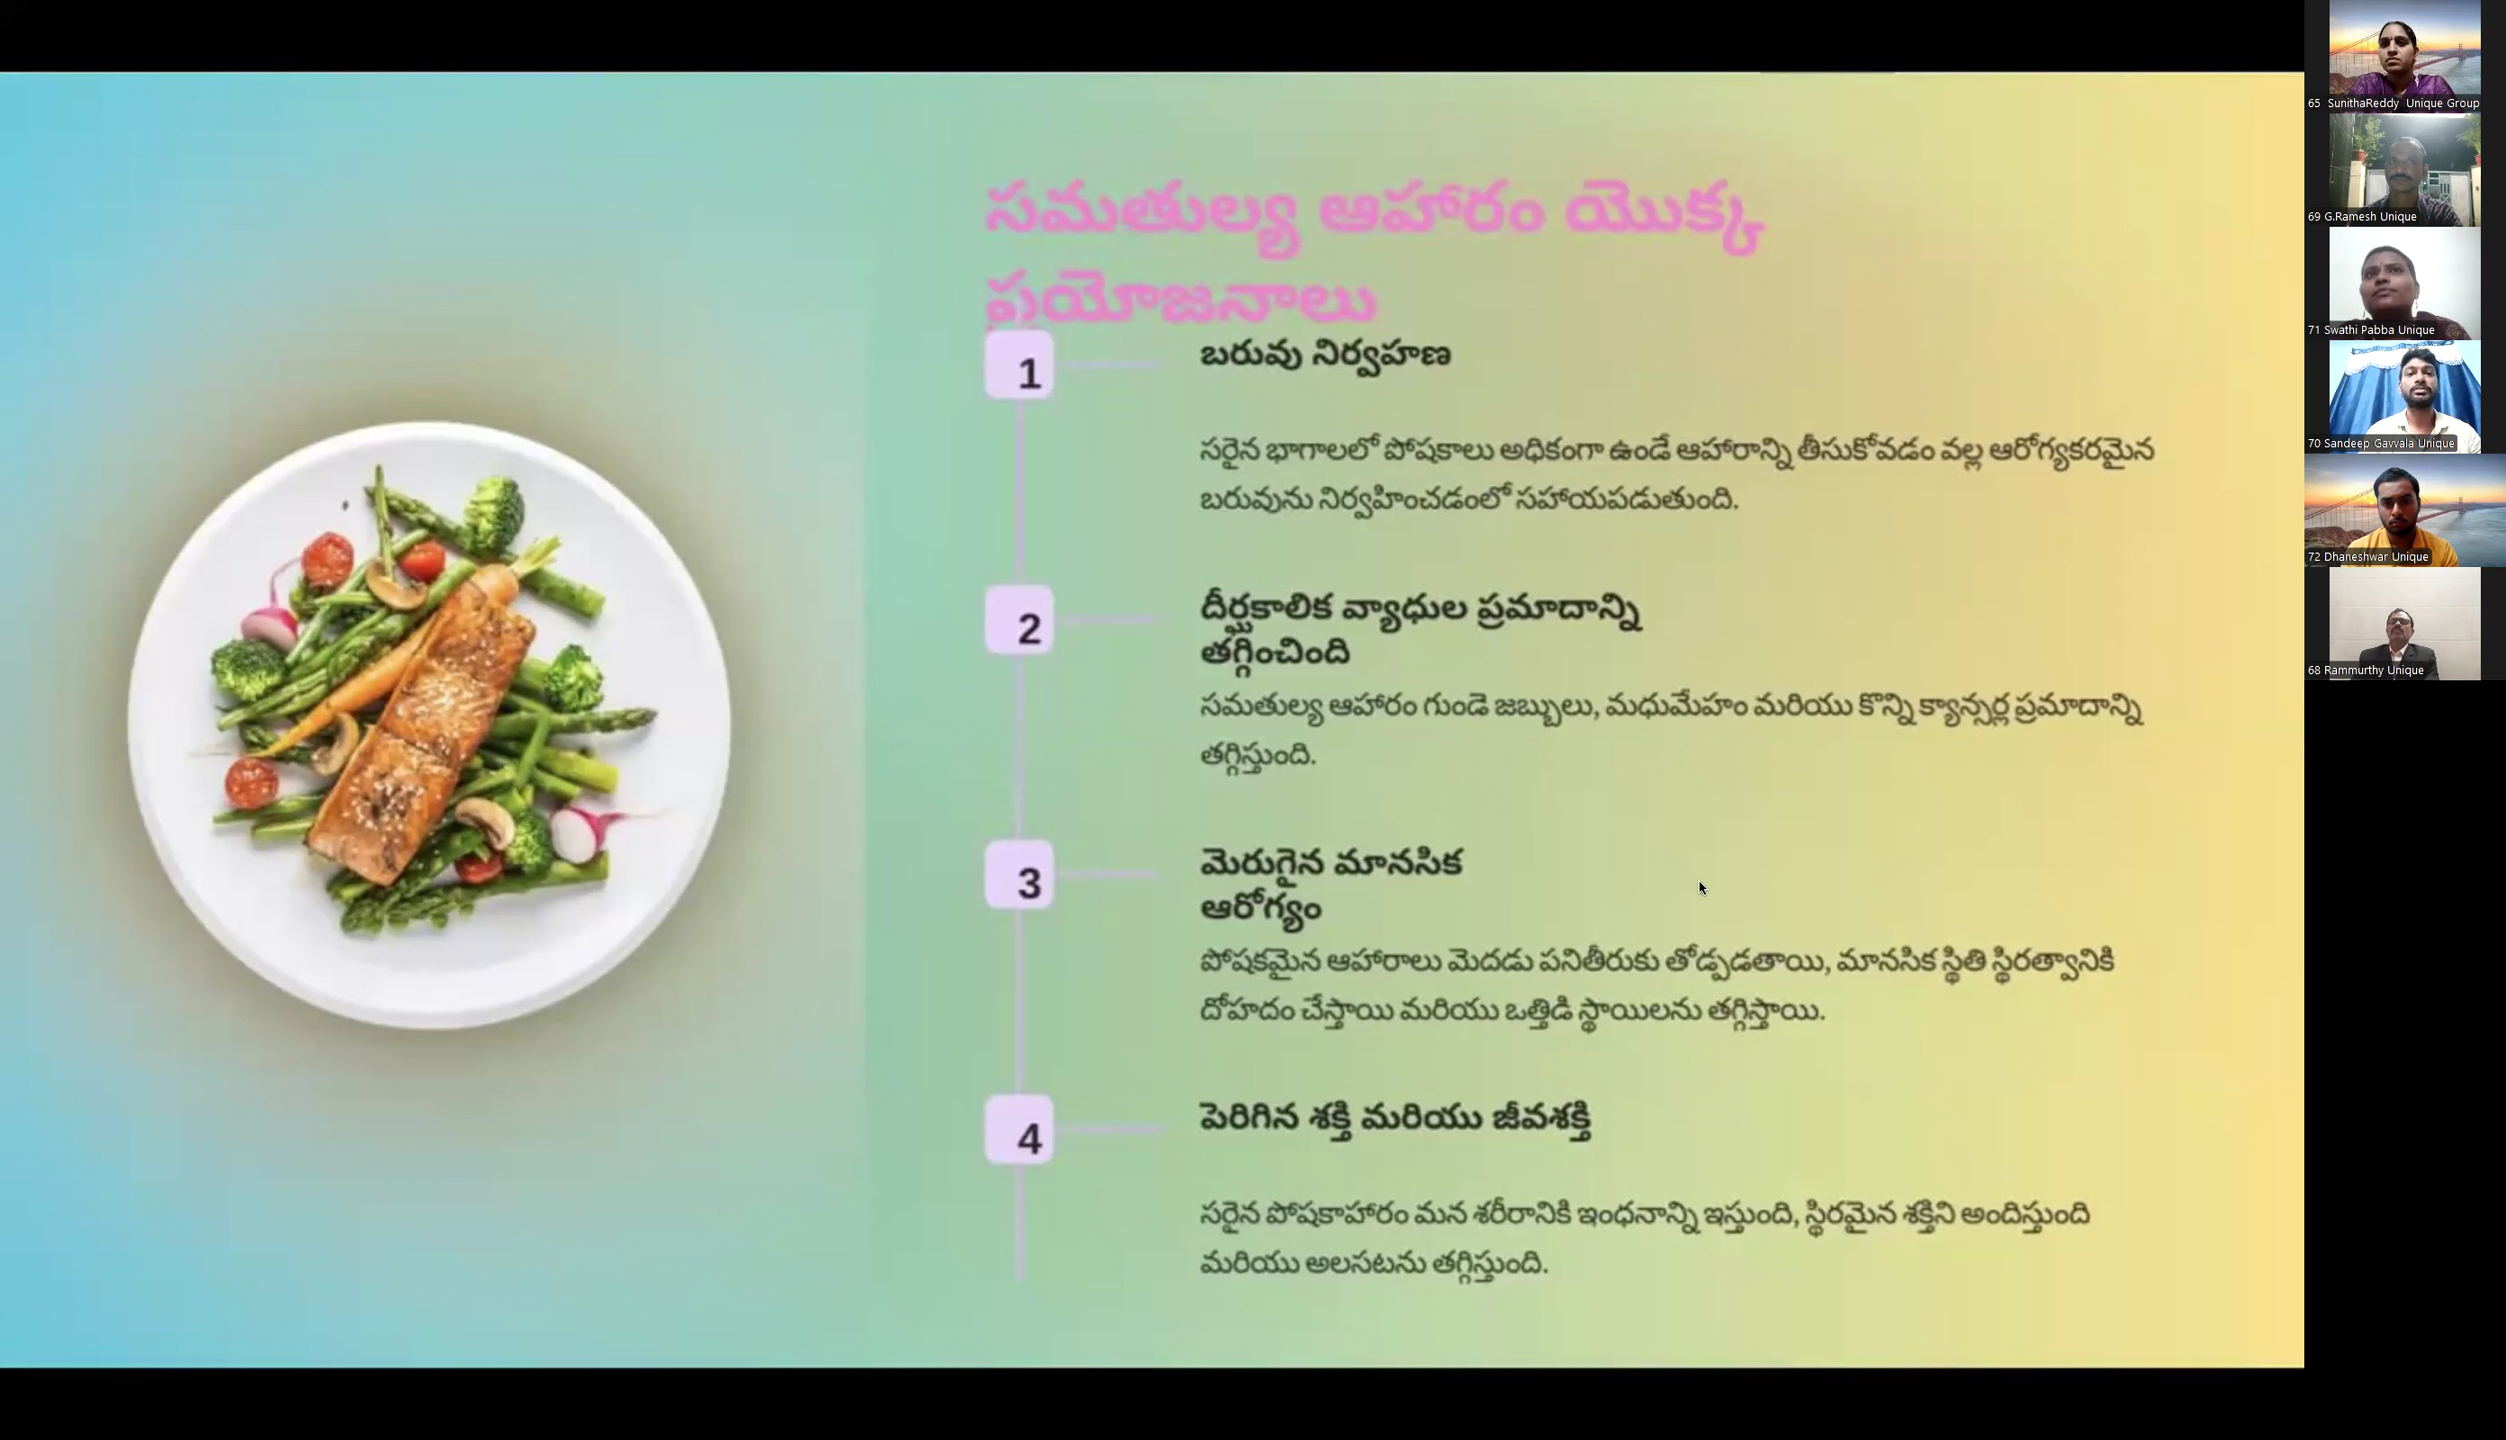 సమతుల్య ఆహారం యొక్క
ప్రయోజనాలు
1
బరువు నిర్వహణ
సరైన భాగాలలో పోషకాలు అధికంగా ఉండే ఆహారాన్ని తీసుకోవడం వల్ల ఆరోగ్యకరమైన
బరువును నిర్వహించడంలో సహాయపడుతుంది.
2
దీర్ఘకాలిక వ్యాధుల ప్రమాదాన్ని
తగ్గించింది
సమతుల్య ఆహారం గుండె జబ్బులు, మధుమేహం మరియు కొన్ని క్యాన్సర్ల ప్రమాదాన్ని
తగ్గిస్తుంది.
3
మెరుగైన మానసిక
ఆరోగ్యం
పోషకమైన ఆహారాలు మెదడు పనితీరుకు తోడ్పడతాయి, మానసిక స్థితి స్థిరత్వానికి
దోహదం చేస్తాయి మరియు ఒత్తిడి స్థాయిలను తగ్గిస్తాయి.
4
పెరిగిన శక్తి మరియు జీవశక్తి
సరైన పోషకాహారం మన శరీరానికి ఇంధనాన్ని ఇస్తుంది, స్థిరమైన శక్తిని అందిస్తుంది
మరియు అలసటను తగ్గిస్తుంది.
65 SunithaReddy Unique Group
69 G.Ramesh Unique
71 Swathi Pabba Unique
70 Sandeep Gavvala Unique
72 Dhaneshwar Unique
68 Rammurthy Unique